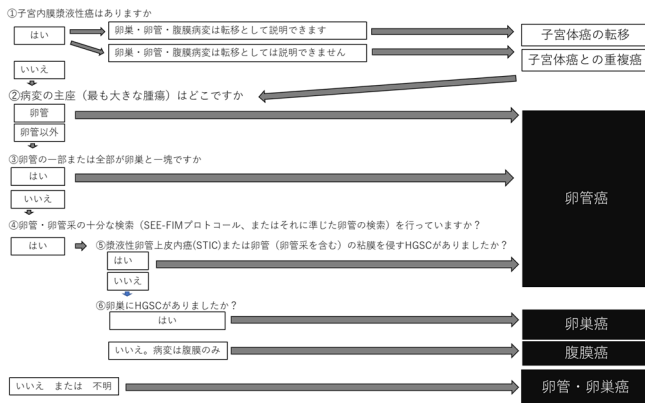 ①子宮内膜漿液性癌はありますか
はい
卵巣・卵管・腹膜病変は転移として説明できます
子宮体癌の転移
卵巣・卵管・腹膜病変は転移としては説明できません
子宮体癌との重複癌
いいえ
②病変の主座（最も大きな腫瘍）はどこですか
卵管
卵管以外
③卵管の一部または全部が卵巣と一塊ですか
はい
いいえ
卵管癌
④卵管・卵管采の十分な検索（SEE-FIMプロトコール、またはそれに準じた卵管の検索）を行っていますか？
はい
⑤漿液性卵管上皮内癌(STIC)または卵管（卵管采を含む）の粘膜を侵すHGSCがありましたか？
はい
いいえ
⑥卵巣にHGSCがありましたか？
はい
卵巣癌
いいえ。病変は腹膜のみ
腹膜癌
いいえ　または　不明
卵管・卵巣癌